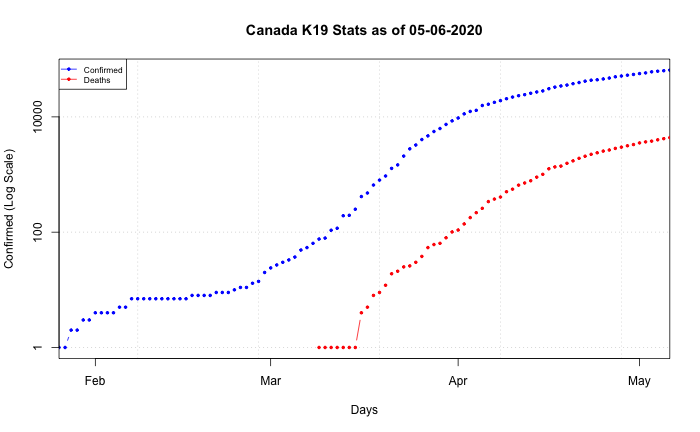 Canada K19 Stats as of 05-06-2020
Confirmed
Deaths
Confirmed (Log Scale)
10000
100
1
Feb Mar Apr May
Days